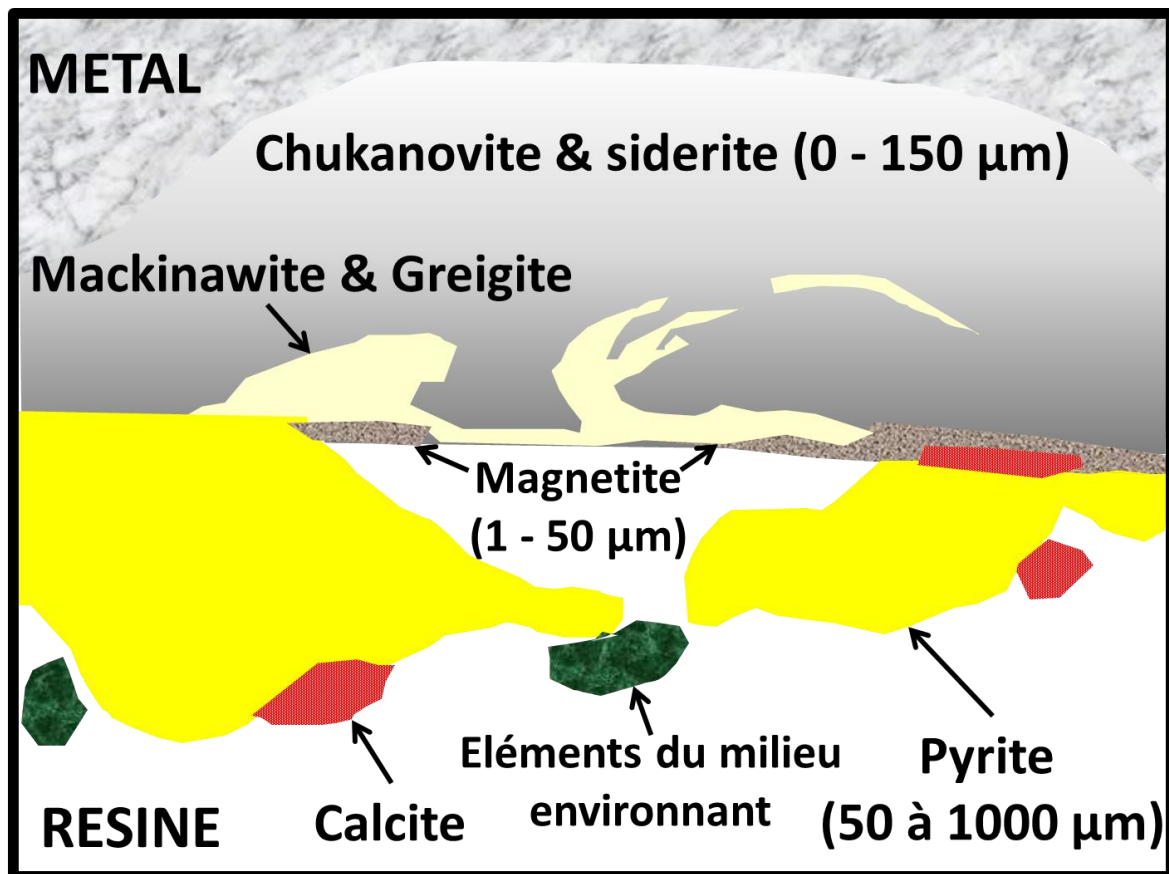 METAL
Chukanovite & siderite (0 - 150 µm)
Mackinawite & Greigite
Magnetite
(1 - 50 µm)
Eléments du milieu
environnant
Pyrite
(50 à 1000 µm)
Calcite
RESINE